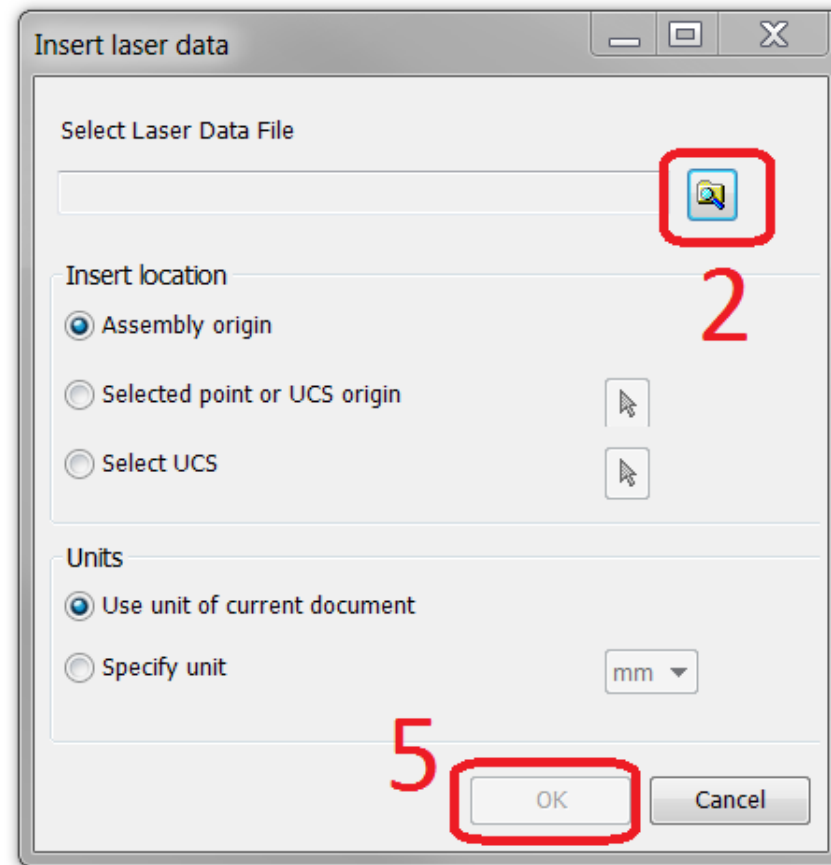 Insert laser data
Select Laser Data File
2
Insert location
Assembly origin
Selected point or UCS origin
Select UCS
Units
Use unit of current document
Specify unit
mm
5
OK
Cancel